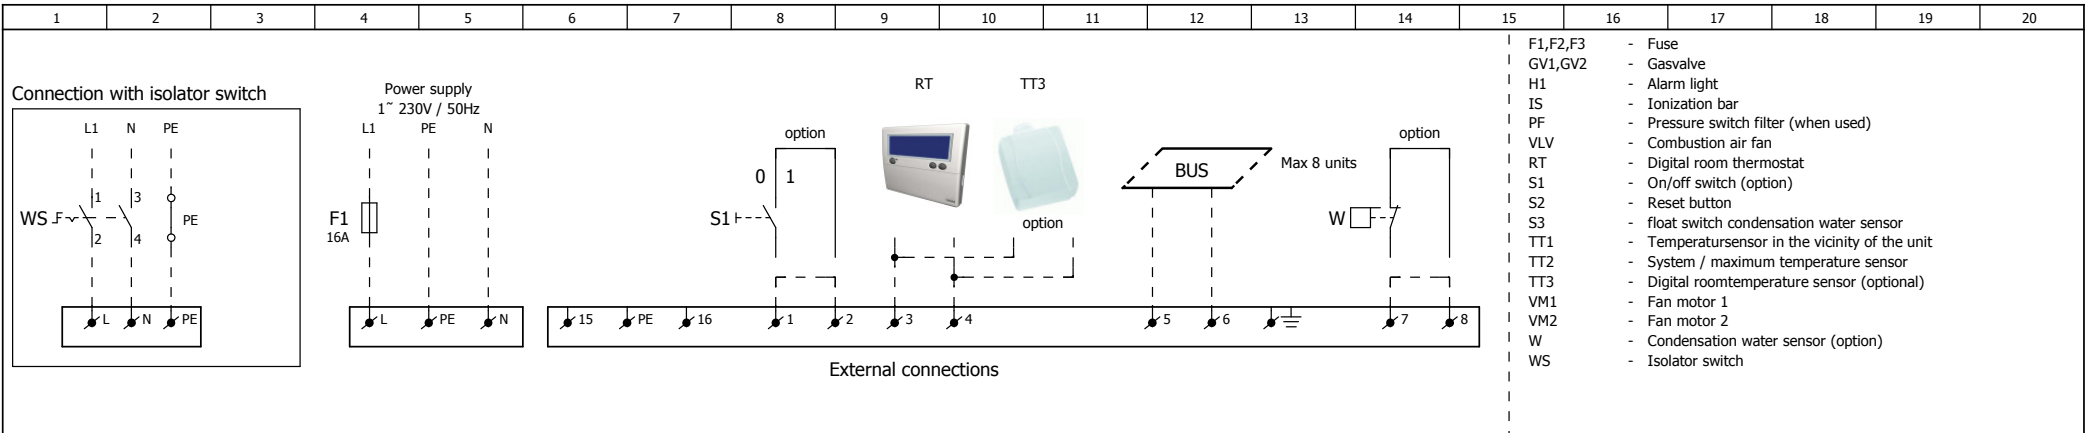 1 2 3 4 5 6 7 8 9 10 11 12 13 14 15 16 17 18 19 20
Connection with isolator switch
L1 N PE
1 3
WS PE
2 4
L N PE
Power supply
1~ 230V / 50Hz
L1 PE N
F1
16A
L PE N
option
0 1
S1
RT TT3
option
BUS
Max 8 units
option
W
15 PE 16 1 2 3 4 5 6 7 8
External connections
F1,F2,F3 - Fuse
GV1,GV2 - Gasvalve
H1 - Alarm light
IS - Ionization bar
PF - Pressure switch filter (when used)
VLV - Combustion air fan
RT - Digital room thermostat
S1 - On/off switch (option)
S2 - Reset button
S3 - float switch condensation water sensor
TT1 - Temperatursensor in the vicinity of the unit
TT2 - System / maximum temperature sensor
TT3 - Digital roomtemperature sensor (optional)
VM1 - Fan motor 1
VM2 - Fan motor 2
W - Condensation water sensor (option)
WS - Isolator switch